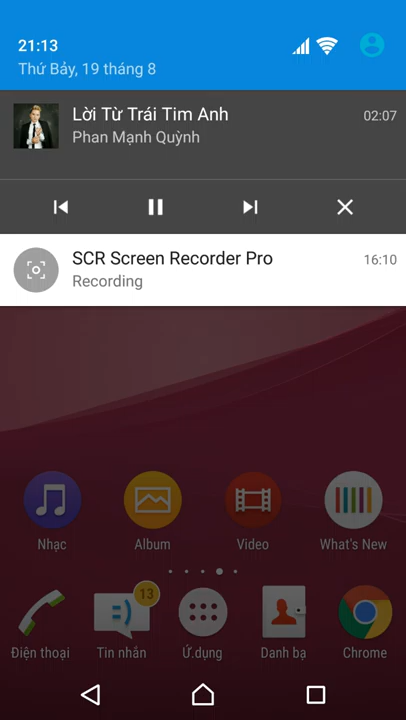 21:13
Thứ Bảy, 19 tháng 8
Lời Từ Trái Tim Anh
02:07
Phan Mạnh Quỳnh
SCR Screen Recorder Pro
16:10
Recording
Nhạc
Album
Video
What's New
13
Điện thoại
Tin nhắn
Ứ.dụng
Danh bạ
Chrome